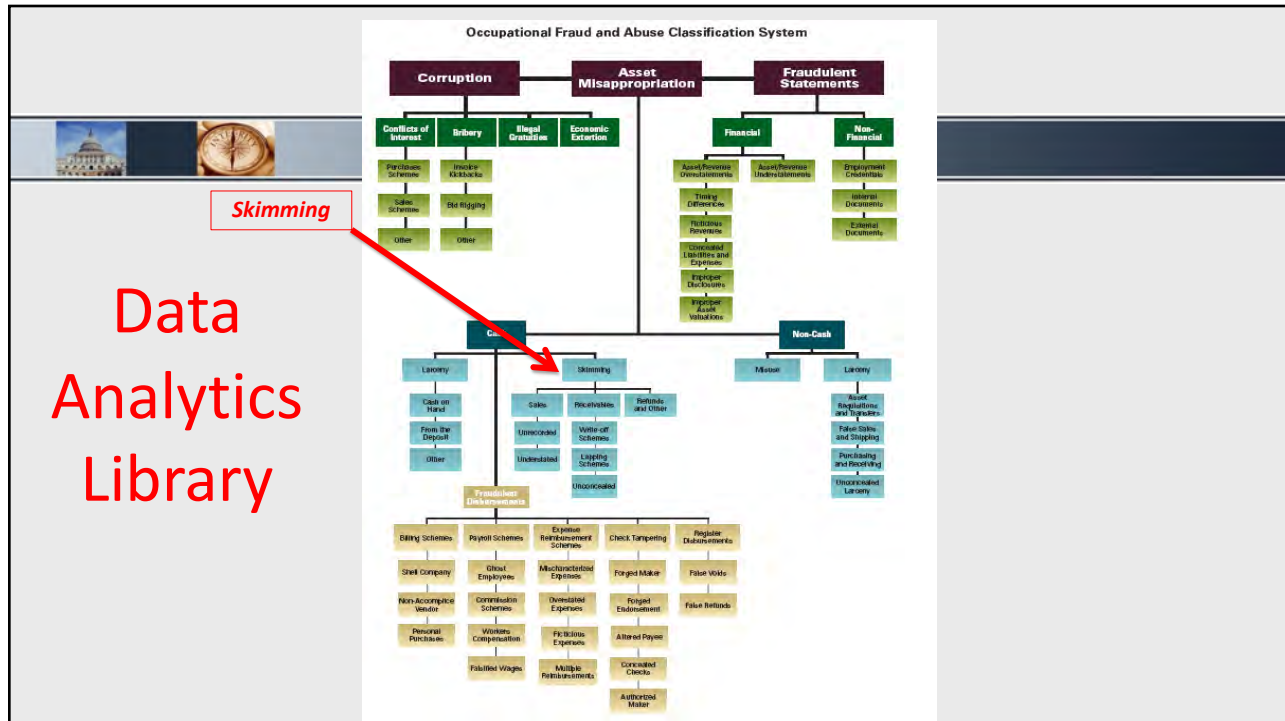 Occupational Fraud and Abuse Classification System
Corruption
Asset
Misappropriation
Fraudulent
Statements
Conflicts of
Interest
Bribery
Illegal
Gratuities
Economic
Extortion
Financial
Non-
Financial
Purchases
Schemes
Sales
Schemes
Other
Invoice
Kickbacks
Bid Rigging
Other
Asset/Revenue
Overstatements
Timing
Differences
Ficticious
Revenues
Concealed
Liabilities and
Expenses
Improper
Disclosures
Improper
Asset
Valuations
Asset/Revenue
Understatements
Employment
Credentials
Internal
Documents
External
Documents
Skimming
Data
Analytics
Library
Cash
Non-Cash
Larceny
Cash on
Hand
From the
Deposit
Other
Skimming
Sales
Unrecorded
Understated
Receivables
Write-off
Schemes
Lapping
Schemes
Unconcealed
Refunds
and Other
Misuse
Larceny
Asset
Requisitions
and Transfers
False Sales
and Shipping
Purchasing
and Receiving
Unconcealed
Larceny
Fraudulent
Disbursements
Billing Schemes
Shell Company
Non-Accomplice
Vendor
Personal
Purchases
Payroll Schemes
Ghost
Employees
Commission
Schemes
Workers
Compensation
Falsified Wages
Expense
Reimbursement
Schemes
Mischaracterized
Expenses
Overstated
Expenses
Ficticious
Expenses
Multiple
Reimbursements
Check Tampering
Forged Maker
Forged
Endorsement
Altered Payee
Concealed
Checks
Authorized
Maker
Register
Disbursements
False Voids
False Refunds